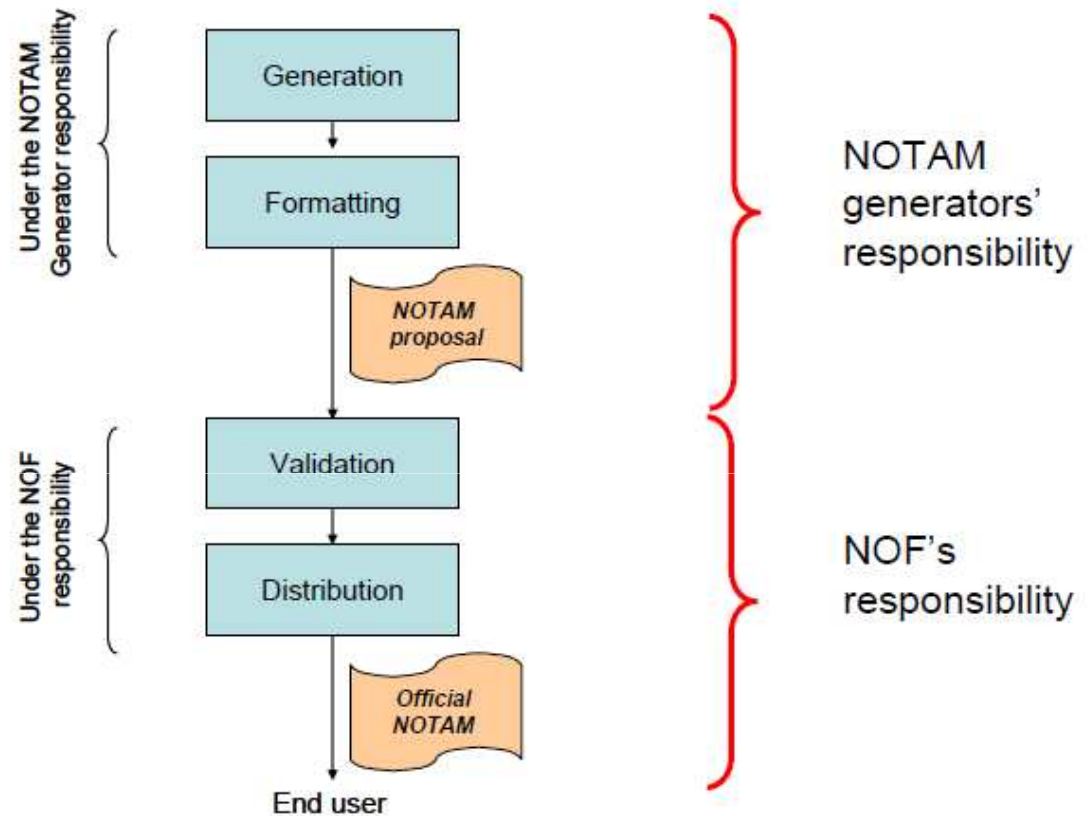 Under the NOTAM
Generator responsibility
Generation
Formatting
NOTAM
generators’
responsibility
NOTAM
proposal
Under the NOF
responsibility
Validation
Distribution
NOF’s
responsibility
Official
NOTAM
End user